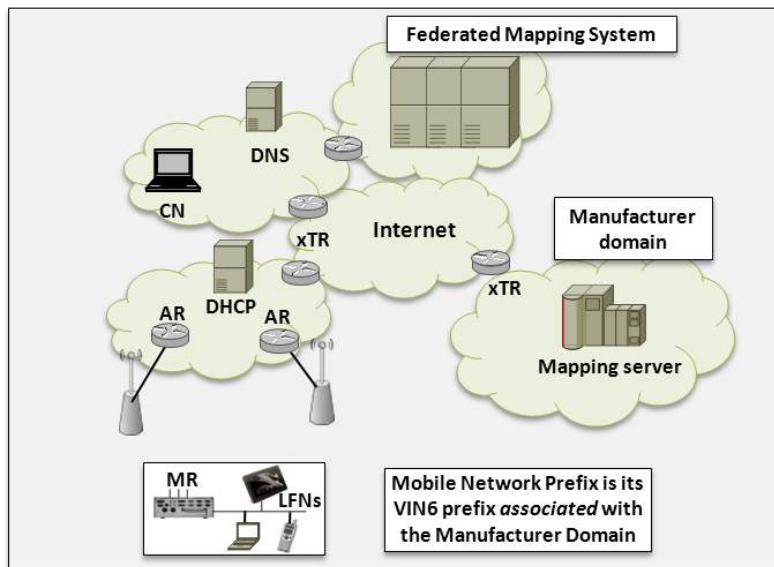 Federated Mapping System
DNS
CN
xTR
Internet
Manufacturer
domain
DHCP
xTR
AR
AR
Mapping server
MR
LFNs
Mobile Network Prefix is its
VIN6 prefix associated with
the Manufacturer Domain